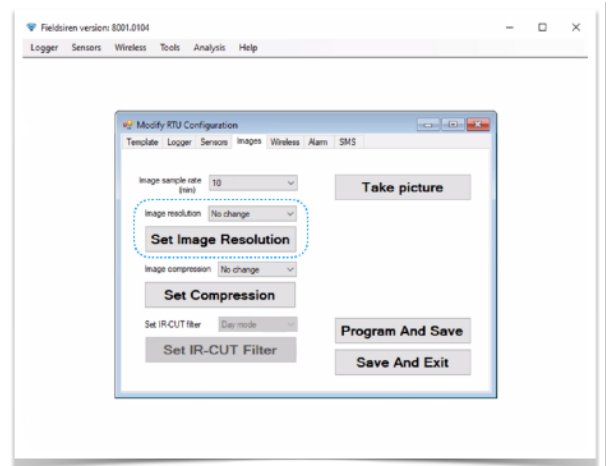 Fieldsiren version: 8001.0104
Logger Sensors Wireless Tools Analysis Help
Modify RTU Configuration
Template Logger Sensors Images Wireless Alarm SMS
Image sample rate (min) 10
Take picture
Image resolution No change
Set Image Resolution
Image compression No change
Set Compression
Set IR-CUT filter Day mode
Set IR-CUT Filter
Program And Save
Save And Exit